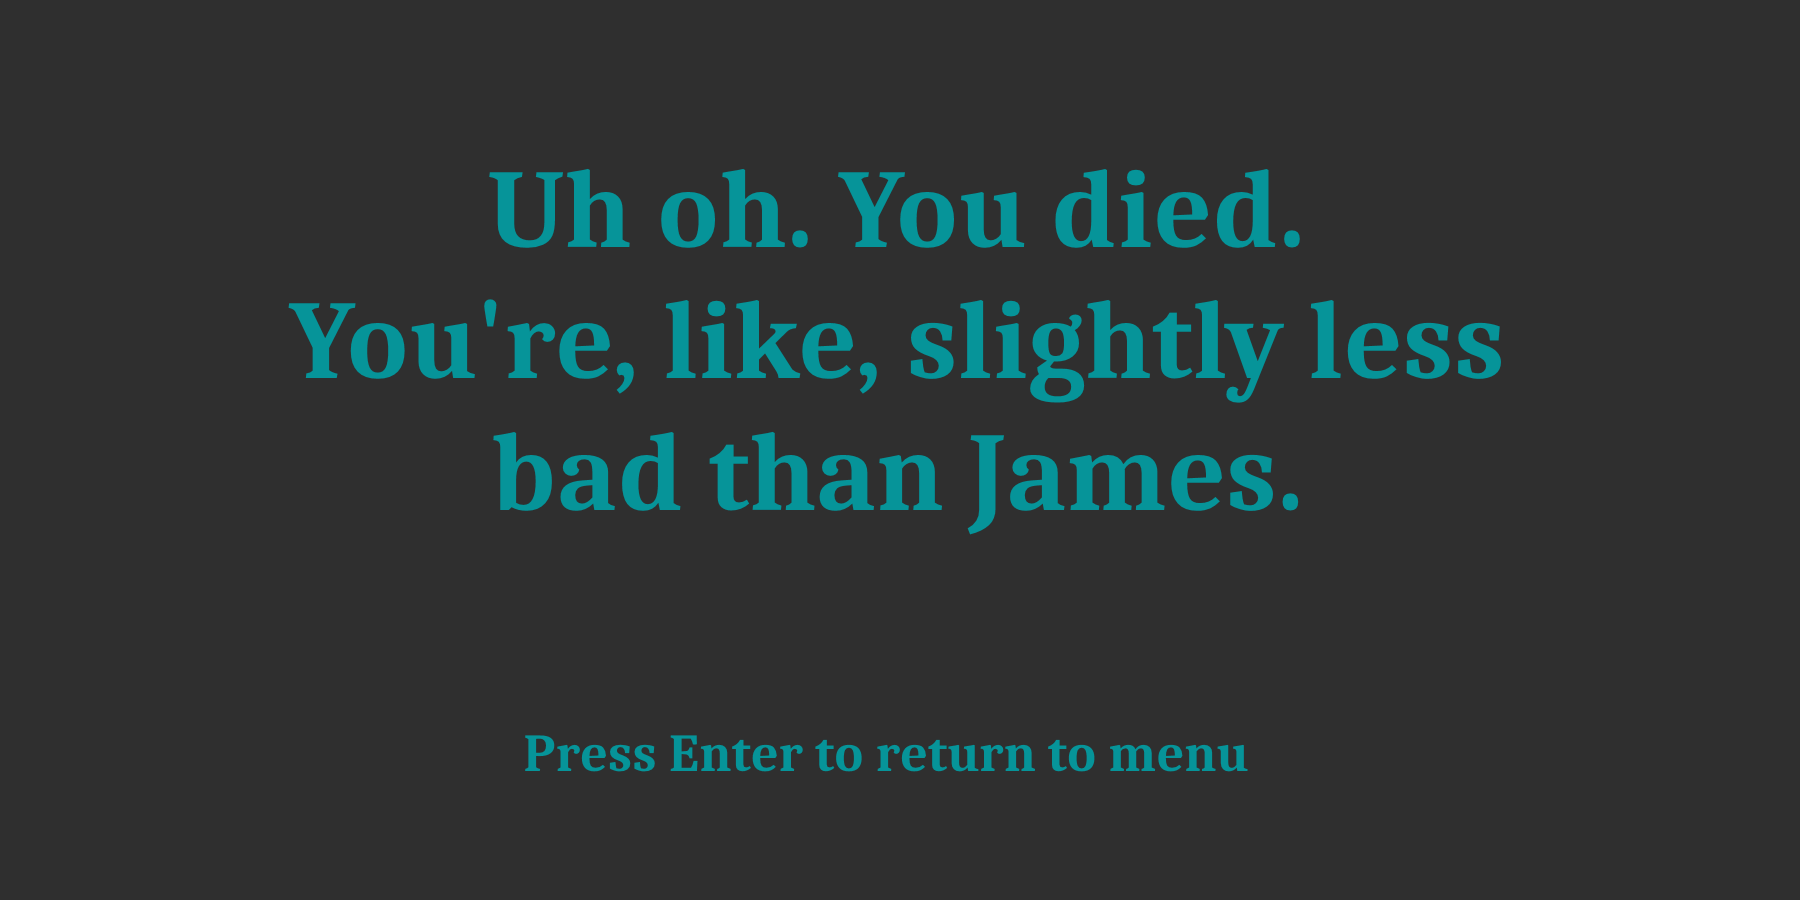 Uh oh. You died.
You're, like, slightly less
bad than James.
Press Enter to return to menu